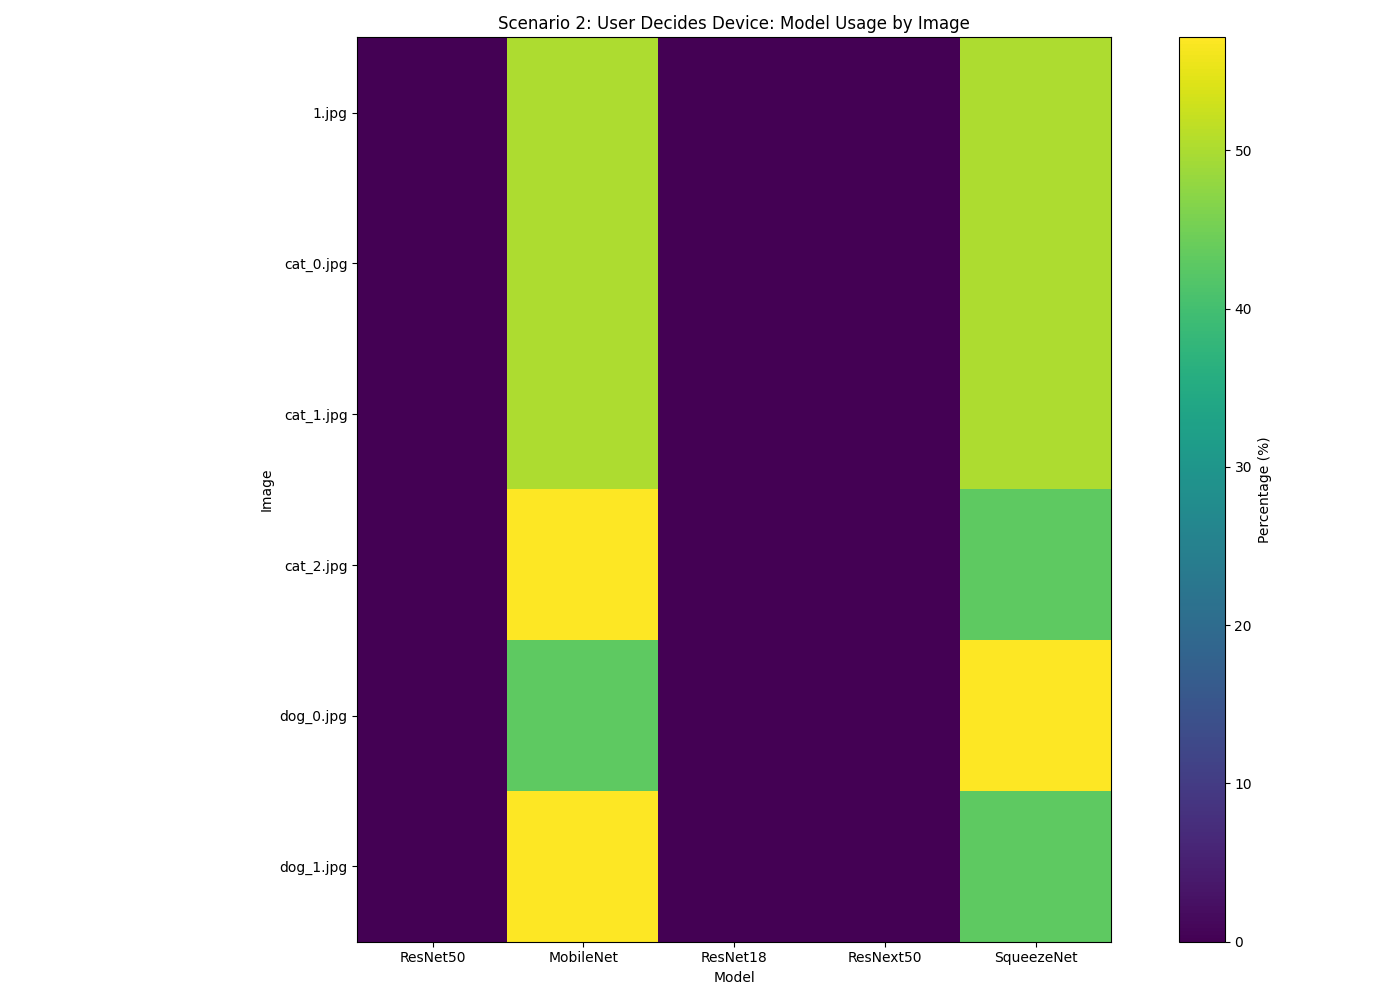 Scenario 2: User Decides Device: Model Usage by Image
1.jpg
cat_0.jpg
cat_1.jpg
cat_2.jpg
dog_0.jpg
dog_1.jpg
Image
ResNet50
MobileNet
ResNet18
ResNext50
SqueezeNet
Model
50
40
30
20
10
0
Percentage (%)